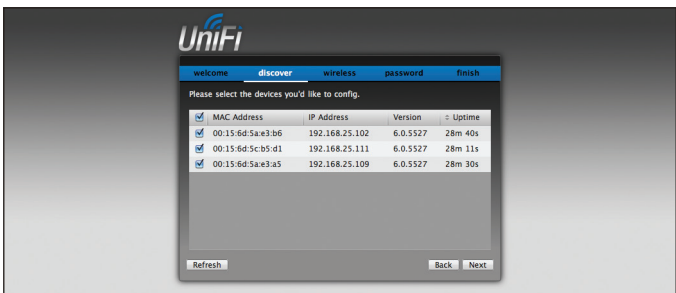 UniFi
welcome discover wireless password finish
Please select the devices you'd like to config.
MAC Address IP Address Version Uptime
00:15:6d:5a:e3:b6 192.168.25.102 6.0.5527 28m 40s
00:15:6d:5c:b5:d1 192.168.25.111 6.0.5527 28m 11s
00:15:6d:5a:e3:a5 192.168.25.109 6.0.5527 28m 30s
Refresh Back Next